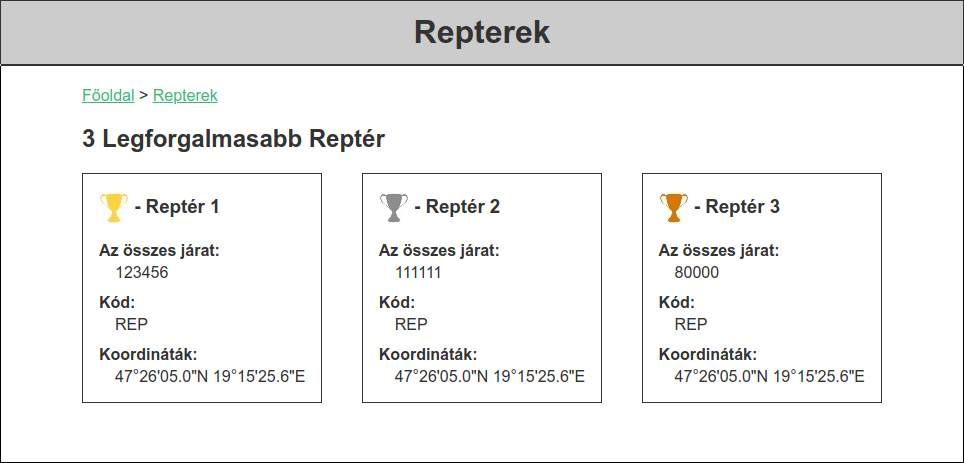 Repterek
Főoldal > Repterek
3 Legforgalmasabb Reptér
- Reptér 1
Az összes járat:
123456
Kód:
REP
Koordináták:
47°26'05.0"N 19°15'25.6"E
- Reptér 2
Az összes járat:
111111
Kód:
REP
Koordináták:
47°26'05.0"N 19°15'25.6"E
- Reptér 3
Az összes járat:
80000
Kód:
REP
Koordináták:
47°26'05.0"N 19°15'25.6"E